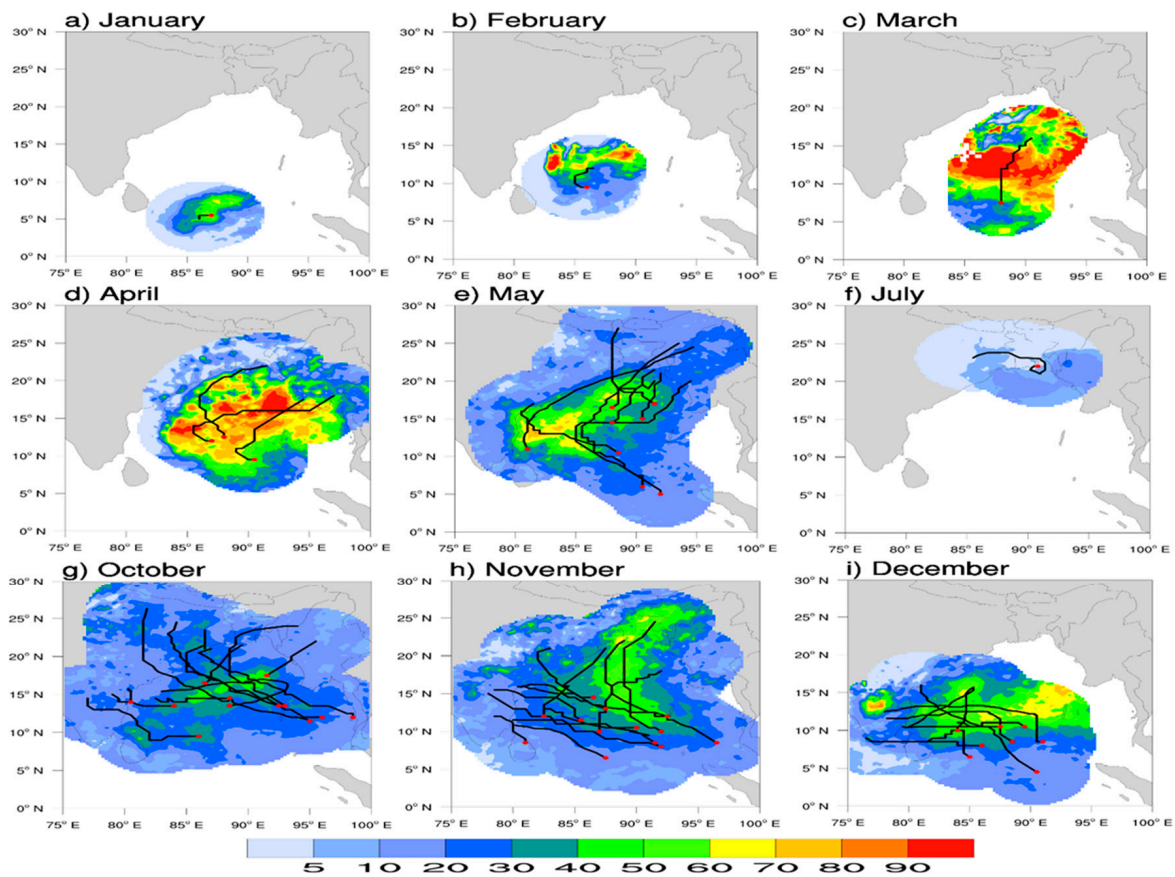 a) January b) February c) March
30° N 30° N 30° N
25° N 25° N 25° N
20° N 20° N 20° N
15° N 15° N 15° N
10° N 10° N 10° N
5° N 5° N 5° N
0° N 0° N 0° N
75° E 80° E 85° E 90° E 95° E 100° E 75° E 80° E 85° E 90° E 95° E 100° E 75° E 80° E 85° E 90° E 95° E 100° E
d) April e) May f) July
30° N 30° N 30° N
25° N 25° N 25° N
20° N 20° N 20° N
15° N 15° N 15° N
10° N 10° N 10° N
5° N 5° N 5° N
0° N 0° N 0° N
75° E 80° E 85° E 90° E 95° E 100° E 75° E 80° E 85° E 90° E 95° E 100° E 75° E 80° E 85° E 90° E 95° E 100° E
g) October h) November i) December
30° N 30° N 30° N
25° N 25° N 25° N
20° N 20° N 20° N
15° N 15° N 15° N
10° N 10° N 10° N
5° N 5° N 5° N
0° N 0° N 0° N
75° E 80° E 85° E 90° E 95° E 100° E 75° E 80° E 85° E 90° E 95° E 100° E 75° E 80° E 85° E 90° E 95° E 100° E
5 10 20 30 40 50 60 70 80 90